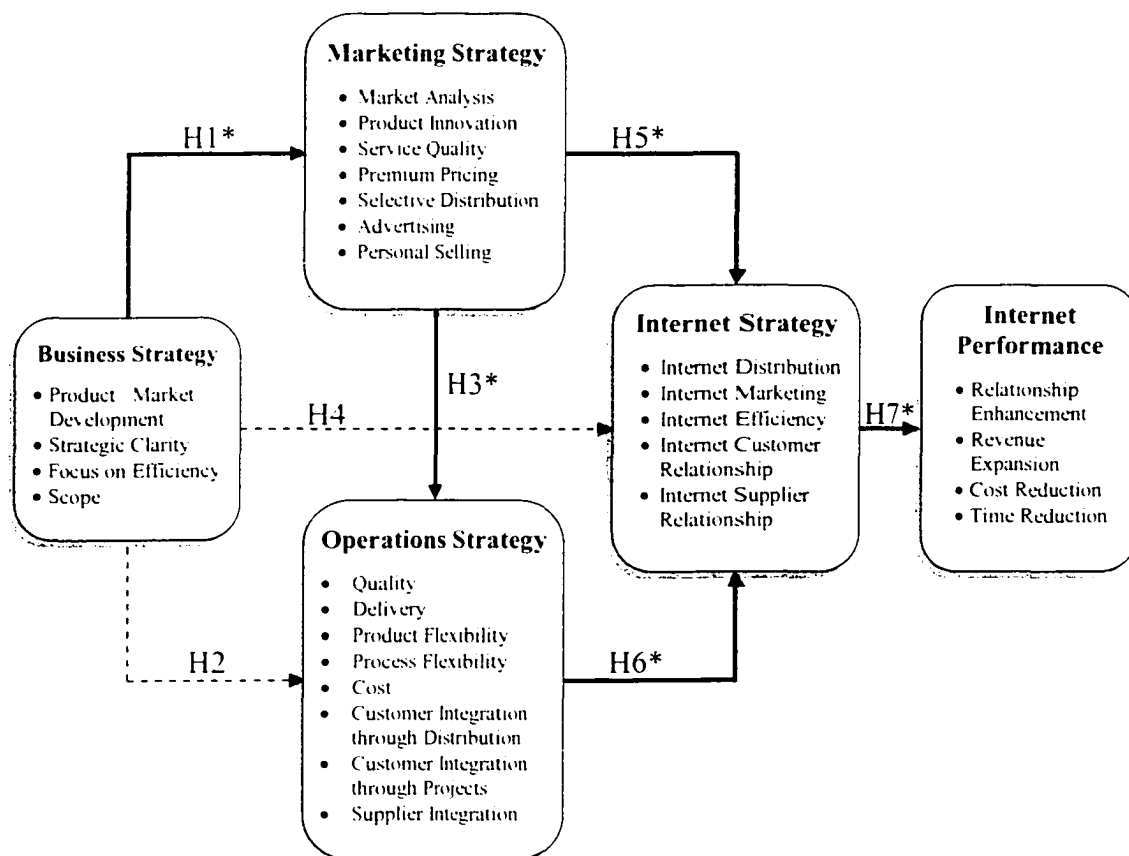 Marketing Strategy
• Market Analysis
• Product Innovation
• Service Quality
• Premium Pricing
• Selective Distribution
• Advertising
• Personal Selling
H1*
H5*
Business Strategy
• Product Market
Development
• Strategic Clarity
• Focus on Efficiency
• Scope
H3*
H4
H2
Operations Strategy
• Quality
• Delivery
• Product Flexibility
• Process Flexibility
• Cost
• Customer Integration
through Distribution
• Customer Integration
through Projects
• Supplier Integration
H6*
Internet Strategy
• Internet Distribution
• Internet Marketing
• Internet Efficiency
• Internet Customer
Relationship
• Internet Supplier
Relationship
H7*
Internet
Performance
• Relationship
Enhancement
• Revenue
Expansion
• Cost Reduction
• Time Reduction